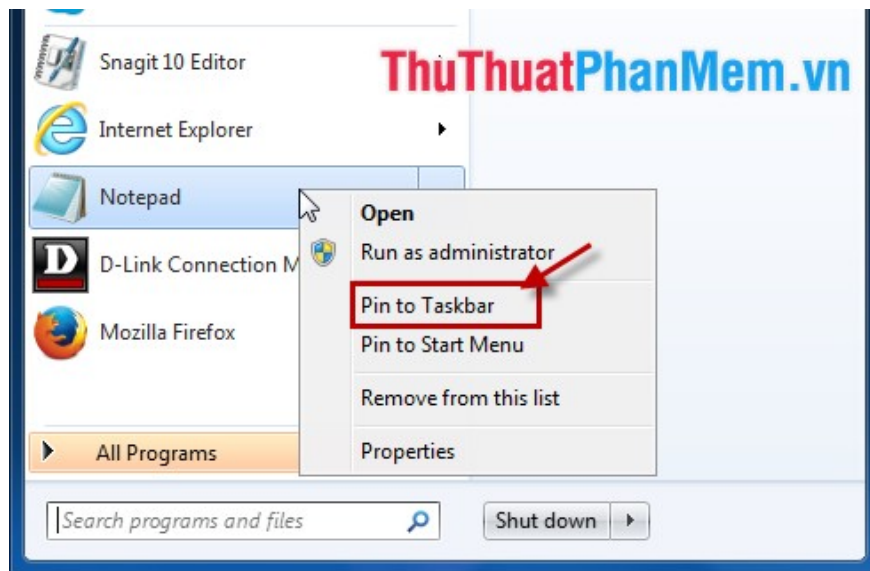 Snagit 10 Editor
ThuThuatPhanMem.vn
Internet Explorer
Notepad
Open
Run as administrator
D-Link Connection M
Pin to Taskbar
Mozilla Firefox
Pin to Start Menu
Remove from this list
All Programs
Properties
Search programs and files
Shut down